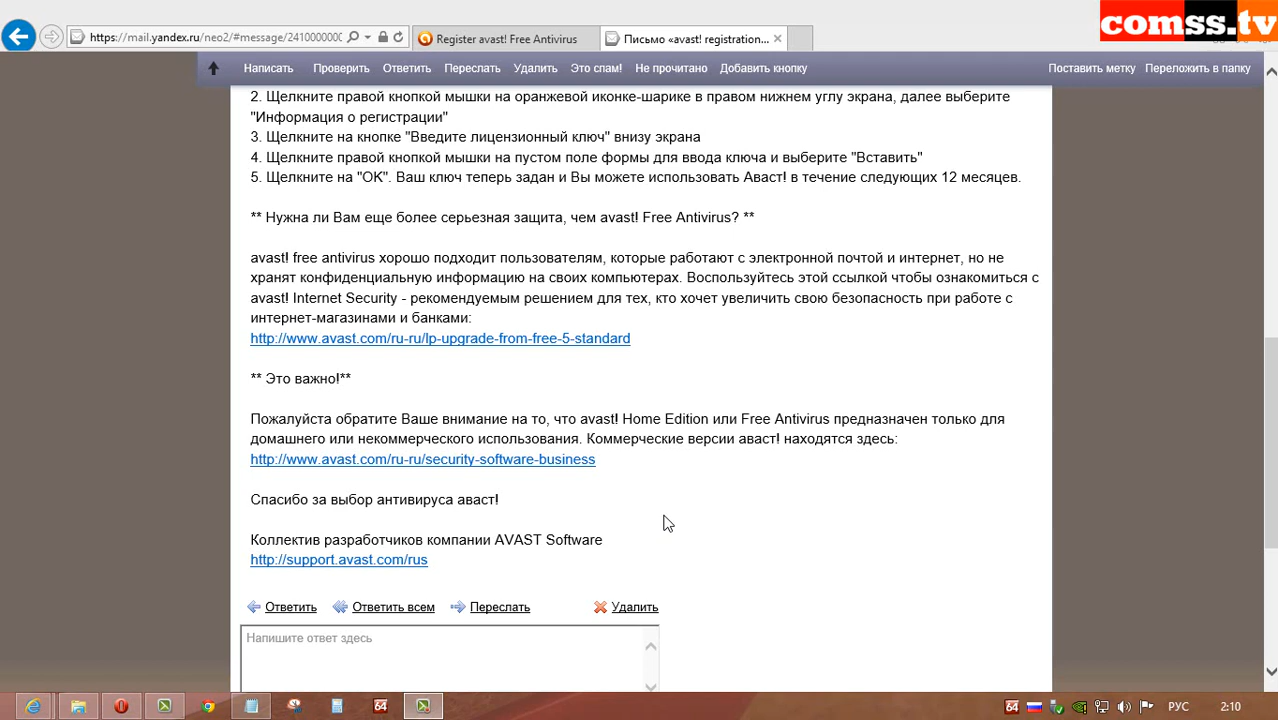 comss.tv
https://mail.yandex.ru/neo2/#message/2410000000
Register avast! Free Antivirus
Письмо «avast! registration...
Написать Проверить Ответить Переслать Удалить Это спам! Не прочитано Добавить кнопку Поставить метку Переложить в папку
2. Щелкните правой кнопкой мышки на оранжевой иконке-шарике в правом нижнем углу экрана, далее выберите
"Информация о регистрации"
3. Щелкните на кнопке "Введите лицензионный ключ" внизу экрана
4. Щелкните правой кнопкой мышки на пустом поле формы для ввода ключа и выберите "Вставить"
5. Щелкните на "OK". Ваш ключ теперь задан и Вы можете использовать Аваст! в течение следующих 12 месяцев.
** Нужна ли Вам еще более серьезная защита, чем avast! Free Antivirus? **
avast! free antivirus хорошо подходит пользователям, которые работают с электронной почтой и интернет, но не
хранят конфиденциальную информацию на своих компьютерах. Воспользуйтесь этой ссылкой чтобы ознакомиться с
avast! Internet Security - рекомендуемым решением для тех, кто хочет увеличить свою безопасность при работе с
интернет-магазинами и банками:
http://www.avast.com/ru-ru/lp-upgrade-from-free-5-standard
** Это важно!**
Пожалуйста обратите Ваше внимание на то, что avast! Home Edition или Free Antivirus предназначен только для
домашнего или некоммерческого использования. Коммерческие версии аваст! находятся здесь:
http://www.avast.com/ru-ru/security-software-business
Спасибо за выбор антивируса аваст!
Коллектив разработчиков компании AVAST Software
http://support.avast.com/rus
Ответить Ответить всем Переслать Удалить
Напишите ответ здесь
64 64 РУС 2:10